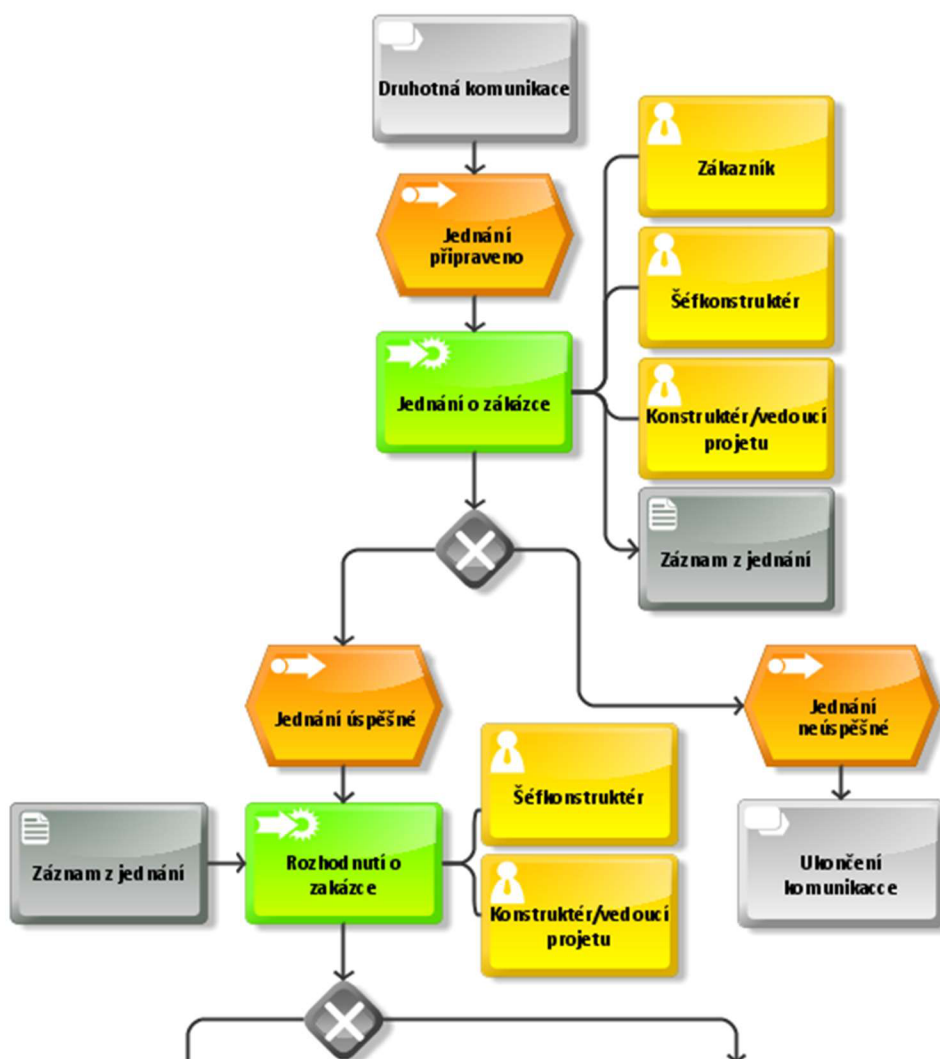 Druhotná komunikace
Zákazník
Jednání
připraveno
Šéfkonstruktér
Jednání o zákázce
Konstruktér/vedoucí
projetu
Záznam z jednání
Jednání úspěšné
Jednání
neúspěšné
Šéfkonstruktér
Záznam z jednání
Rozhodnutí o
zakázce
Ukončení
komunikacce
Konstruktér/vedoucí
projetu